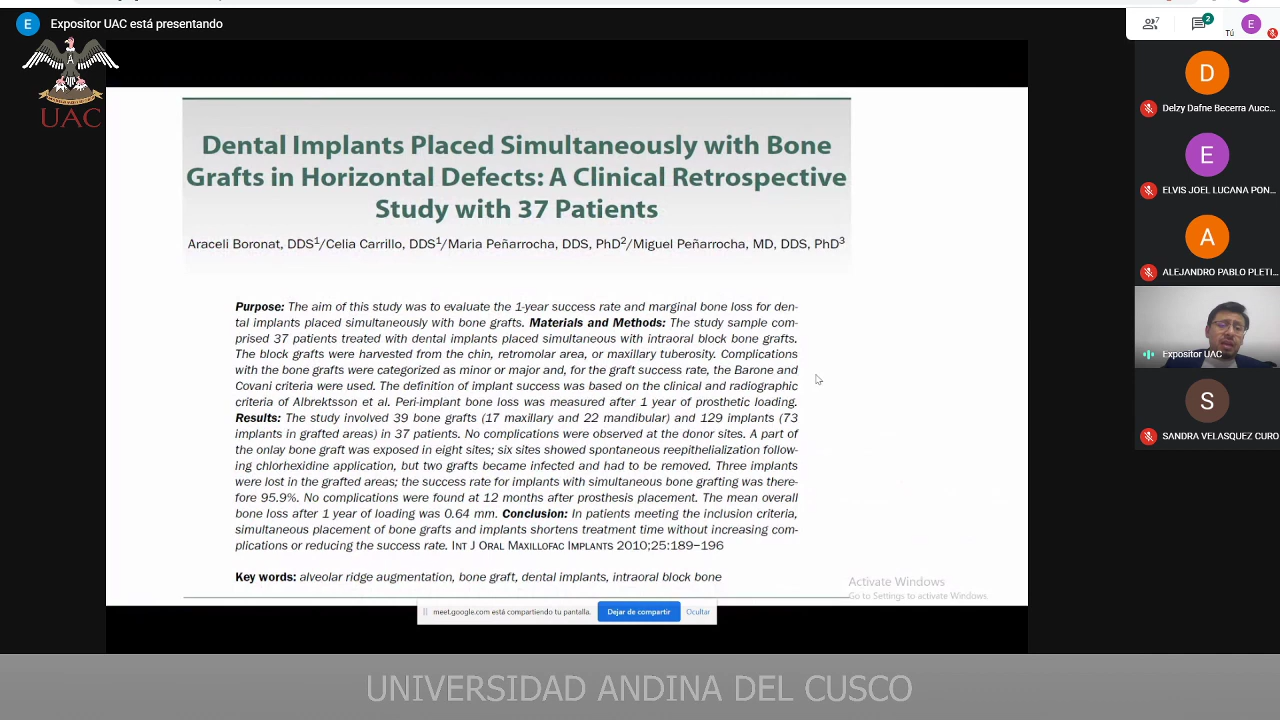 E Expositor UAC está presentando
7
2
Tú
E
UAC
Dental Implants Placed Simultaneously with Bone
Grafts in Horizontal Defects: A Clinical Retrospective
Study with 37 Patients
Araceli Boronat, DDS1/Celia Carrillo, DDS1/Maria Peñarrocha, DDS, PhD2/Miguel Peñarrocha, MD, DDS, PhD3
Purpose: The aim of this study was to evaluate the 1-year success rate and marginal bone loss for den-
tal implants placed simultaneously with bone grafts. Materials and Methods: The study sample com-
prised 37 patients treated with dental implants placed simultaneous with intraoral block bone grafts.
The block grafts were harvested from the chin, retromolar area, or maxillary tuberosity. Complications
with the bone grafts were categorized as minor or major and, for the graft success rate, the Barone and
Covani criteria were used. The definition of implant success was based on the clinical and radiographic
criteria of Albrektsson et al. Peri-implant bone loss was measured after 1 year of prosthetic loading.
Results: The study involved 39 bone grafts (17 maxillary and 22 mandibular) and 129 implants (73
implants in grafted areas) in 37 patients. No complications were observed at the donor sites. A part of
the onlay bone graft was exposed in eight sites; six sites showed spontaneous reepithelialization follow-
ing chlorhexidine application, but two grafts became infected and had to be removed. Three implants
were lost in the grafted areas; the success rate for implants with simultaneous bone grafting was there-
fore 95.9%. No complications were found at 12 months after prosthesis placement. The mean overall
bone loss after 1 year of loading was 0.64 mm. Conclusion: In patients meeting the inclusion criteria,
simultaneous placement of bone grafts and implants shortens treatment time without increasing com-
plications or reducing the success rate. INT J ORAL MAXILLOFAC IMPLANTS 2010;25:189–196
Key words: alveolar ridge augmentation, bone graft, dental implants, intraoral block bone
Activate Windows
Go to Settings to activate Windows.
meet.google.com está compartiendo tu pantalla. Dejar de compartir Ocultar
D
Delzy Dafne Becerra Aucc...
E
ELVIS JOEL LUCANA PON...
A
ALEJANDRO PABLO PLETI...
Expositor UAC
S
SANDRA VELASQUEZ CURO
UNIVERSIDAD ANDINA DEL CUSCO